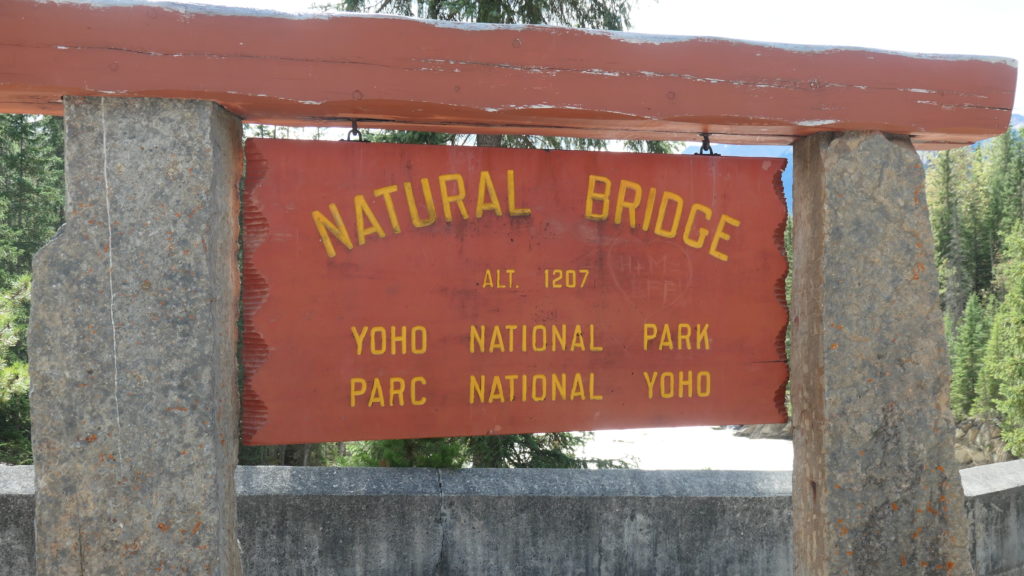 NATURAL BRIDGE
ALT. 1207
YOHO NATIONAL PARK
PARC NATIONAL YOHO